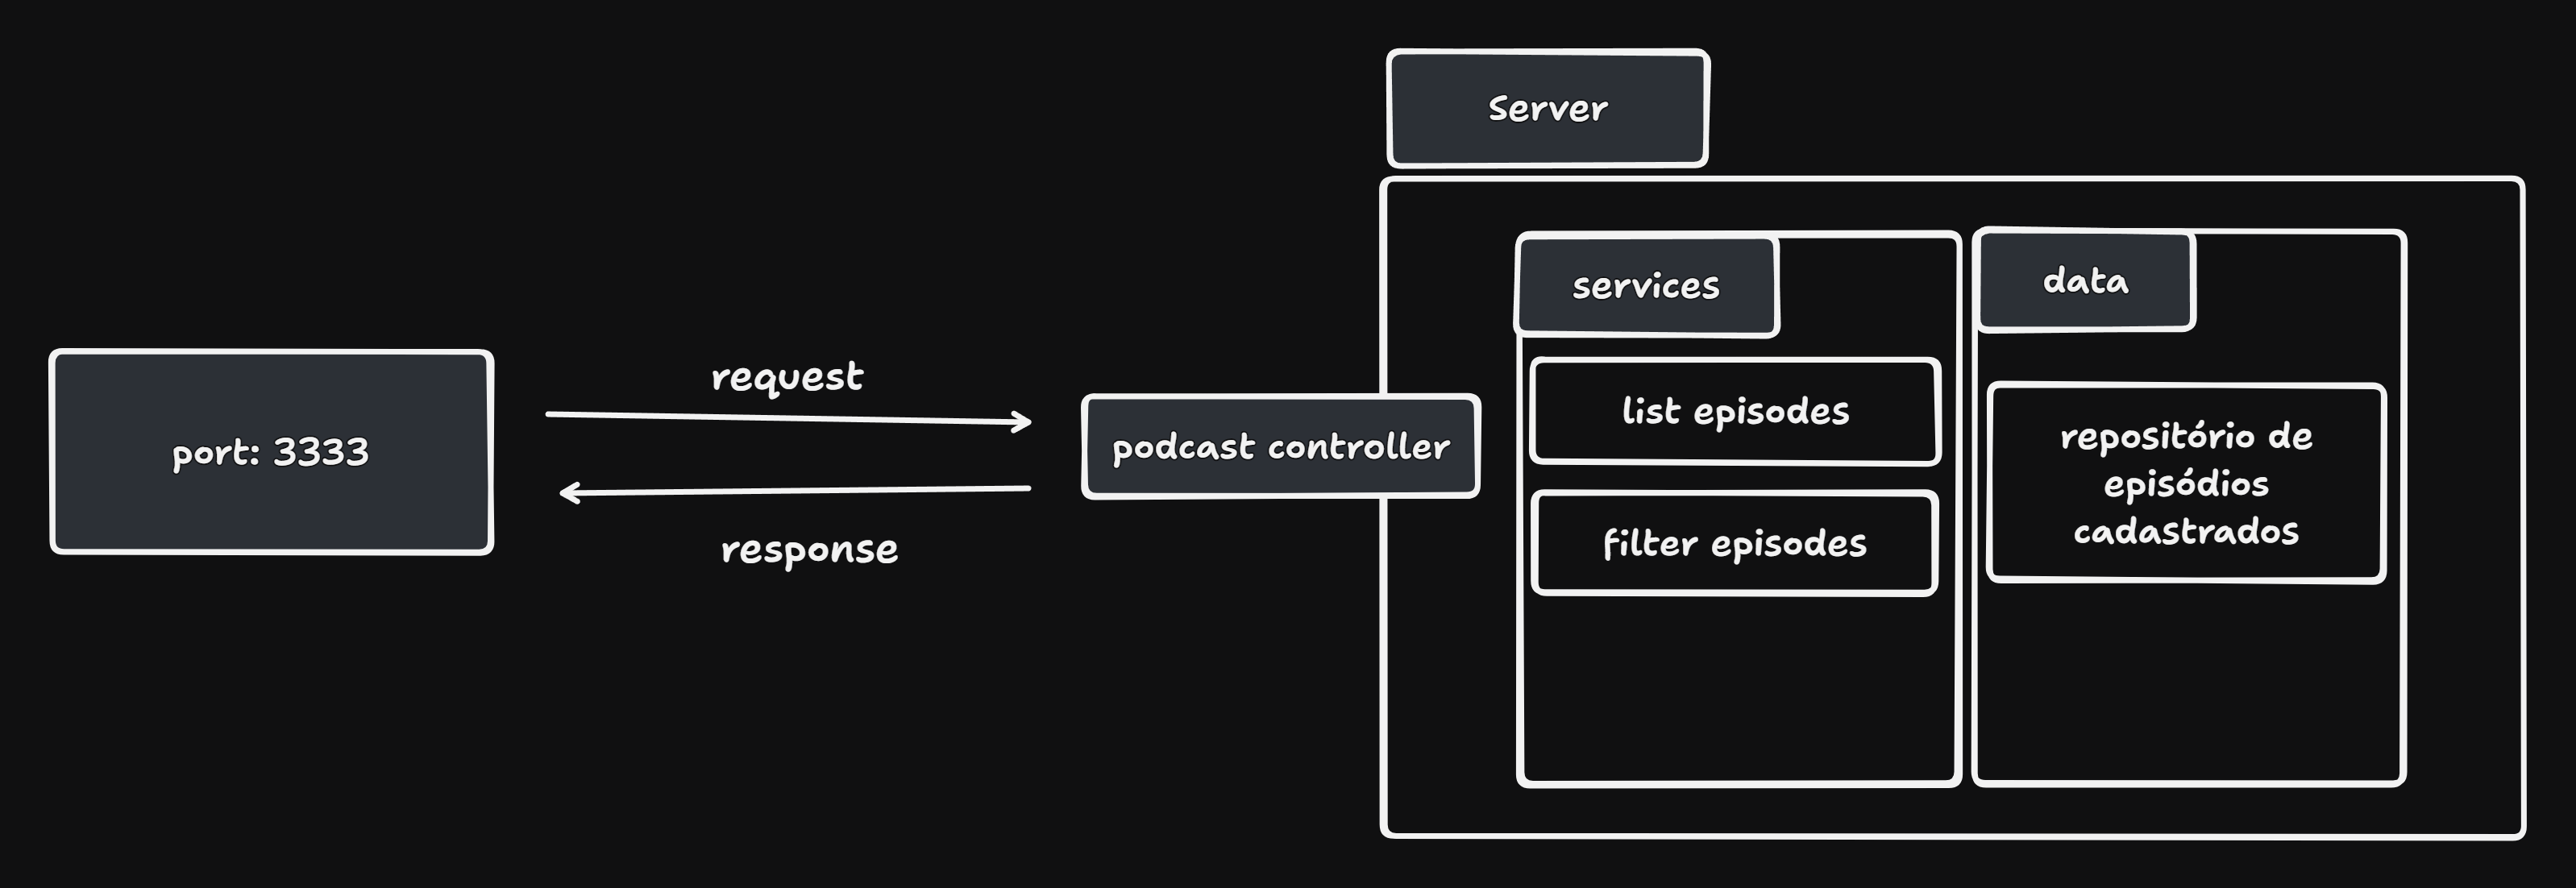 Server
services
data
port: 3333
request
response
podcast controller
list episodes
filter episodes
repositório de
episódios
cadastrados